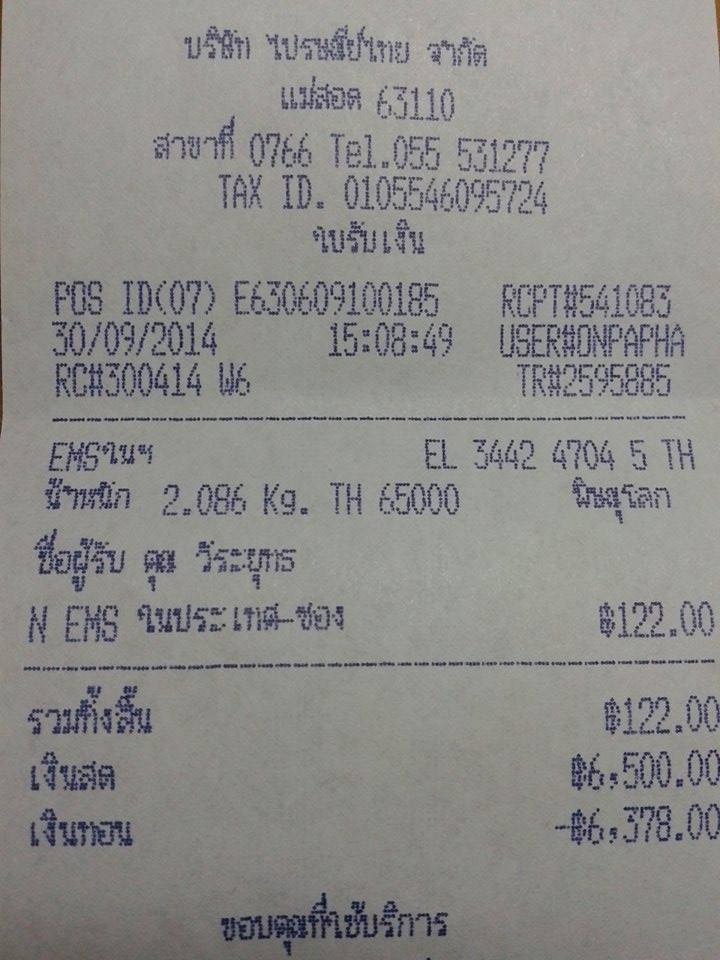 บริษัท ไปรษณีย์ไทย จำกัด
แม่สอด 63110
สาขาที่ 0766 Tel.055 531277
TAX ID. 0105546095724
ใบรับเงิน
POS ID(07) E630609100185 RCPT#541083
30/09/2014 15:08:49 USER#ONPAPHA
RC#300414 W6 TR#2595885
EMSในฯ EL 3442 4704 5 TH
น้ำหนัก 2.086 Kg. TH 65000 พิษณุโลก
ชื่อผู้รับ คุณ วีระยุทธ
N EMS ในประเทศ-ซอง ฿122.00
รวมทั้งสิ้น ฿122.00
เงินสด ฿6,500.00
เงินทอน -฿6,378.00
ขอบคุณที่ใช้บริการ